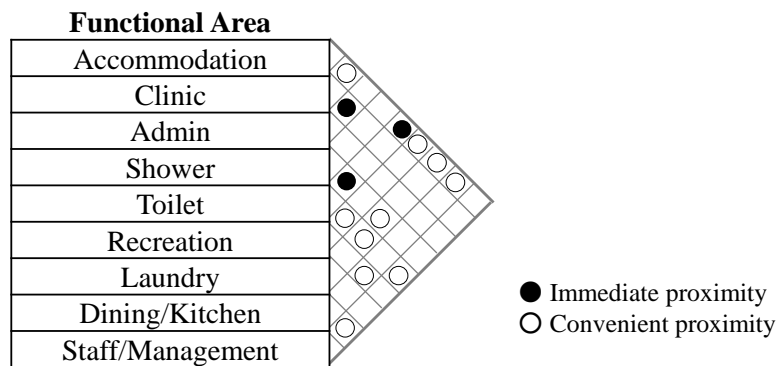 Functional Area
Accommodation
Clinic
Admin
Shower
Toilet
Recreation
Laundry
Dining/Kitchen
Staff/Management
Immediate proximity
Convenient proximity